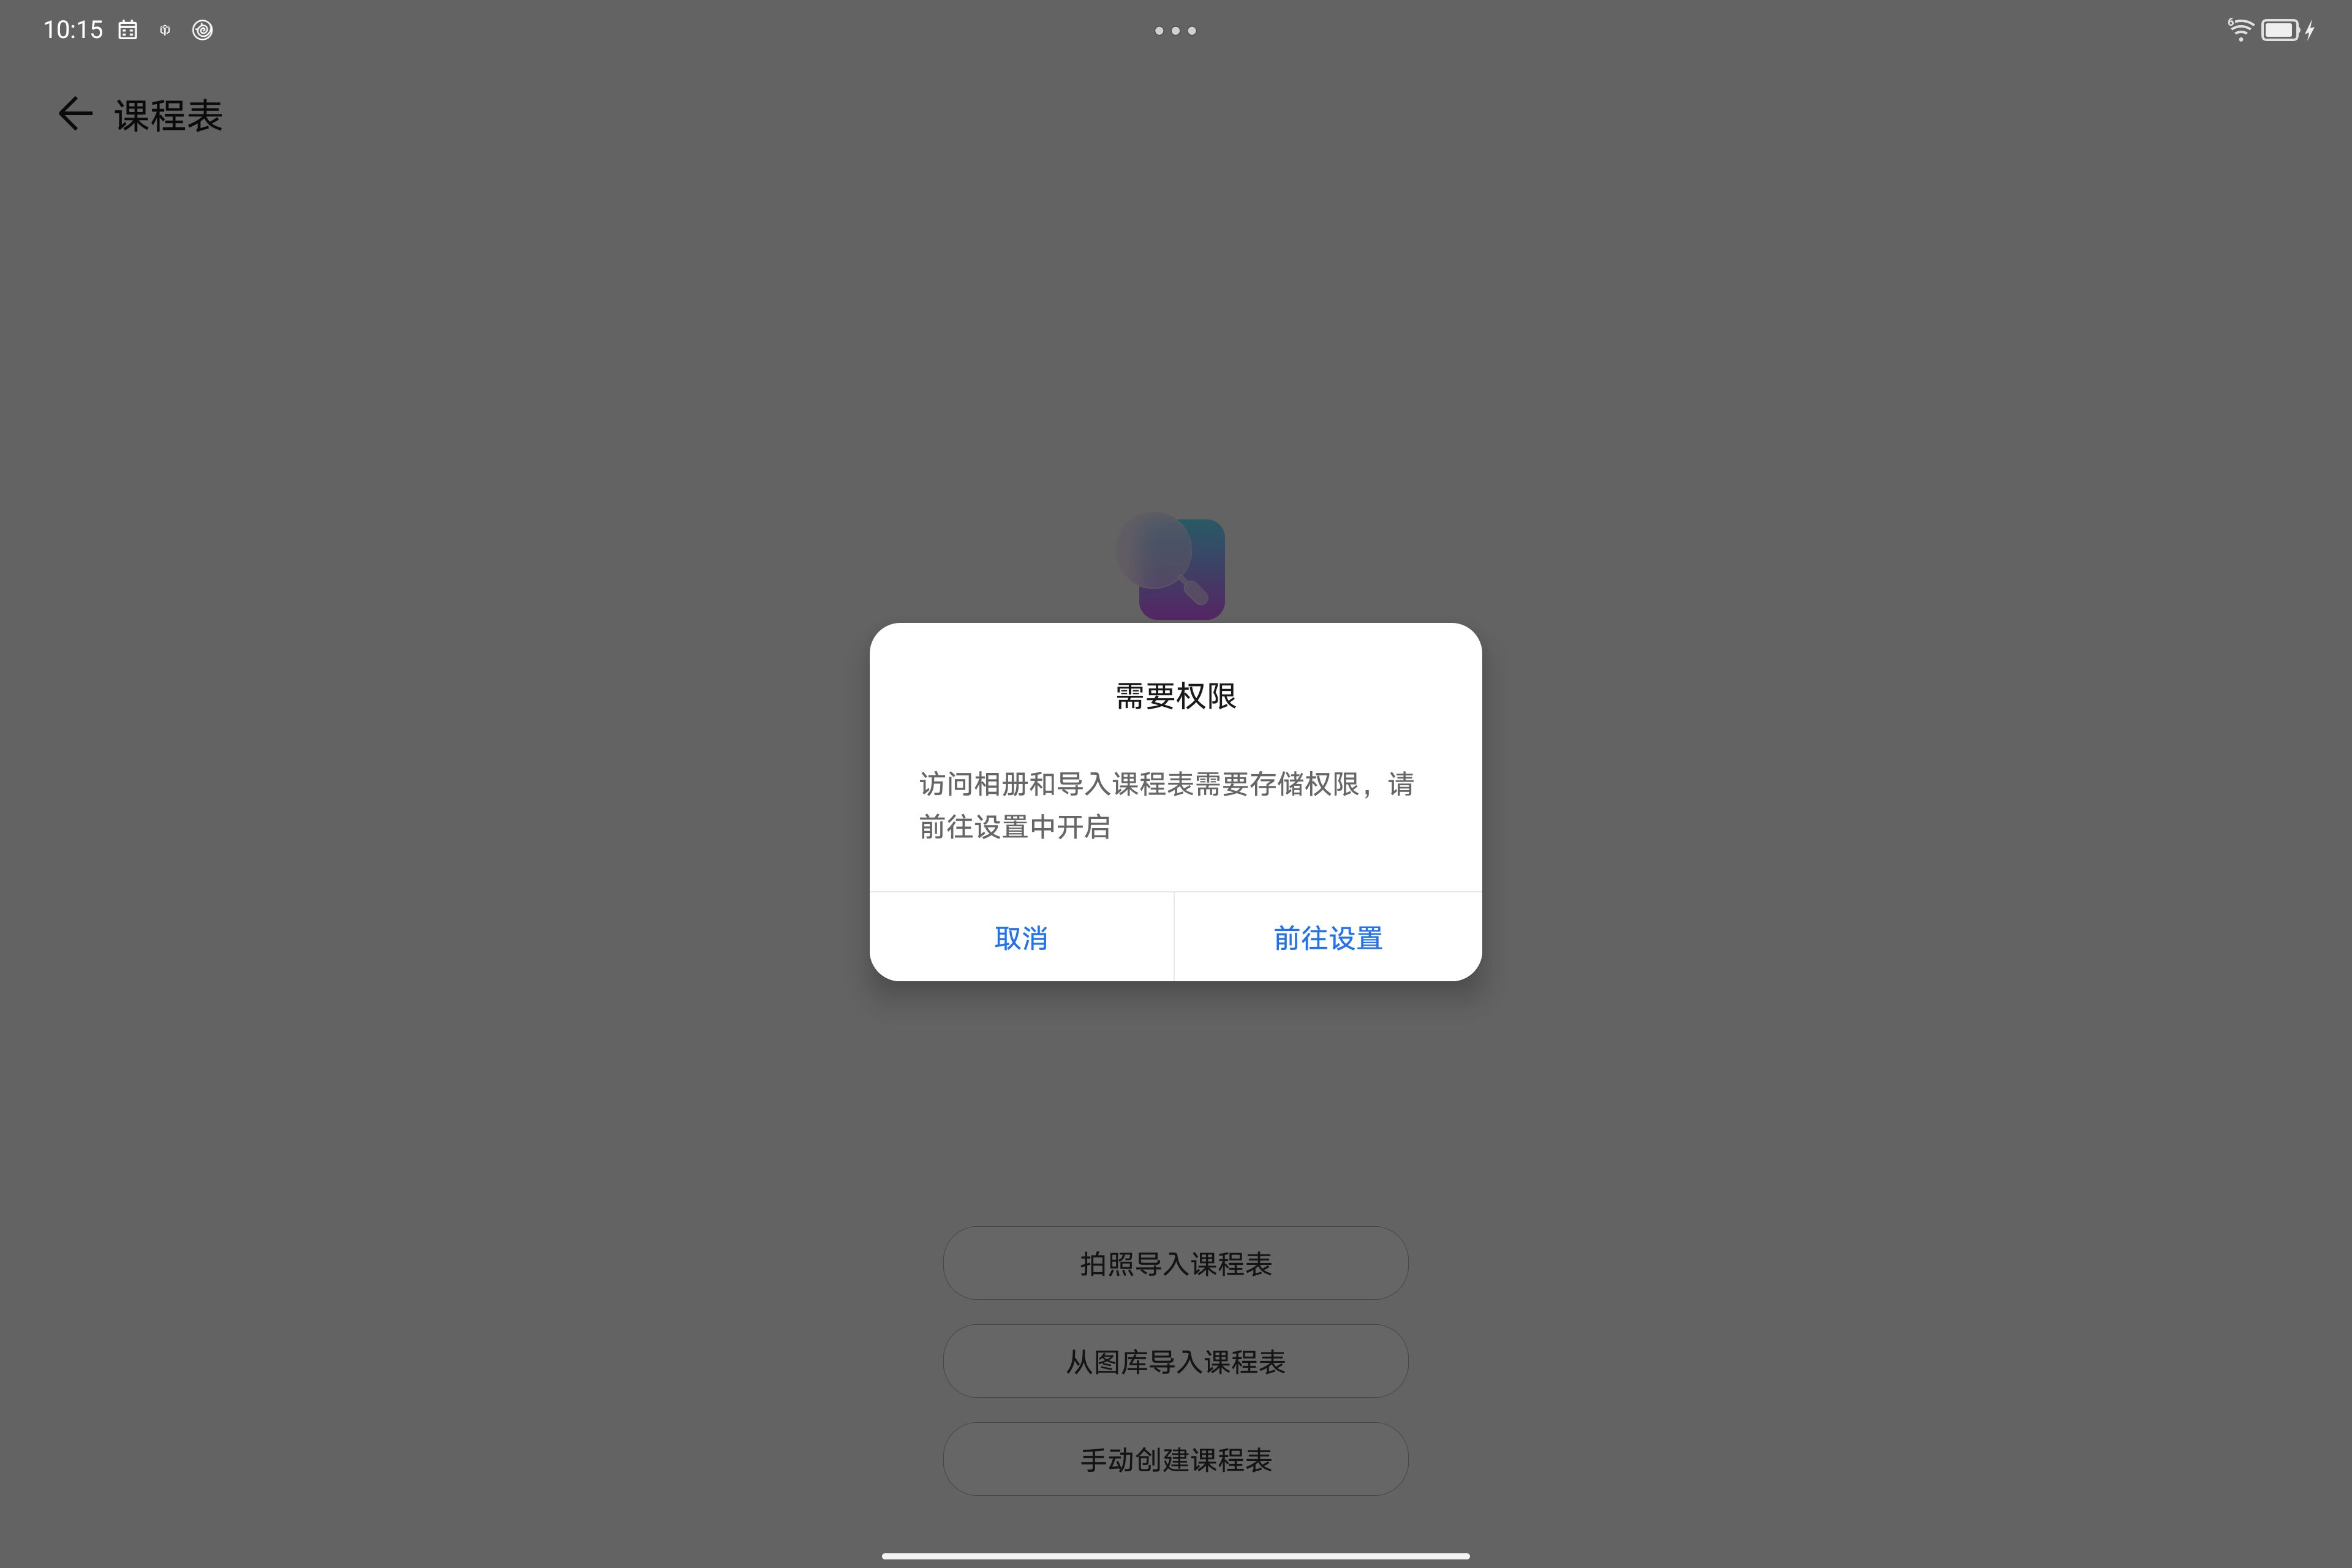 10:15
6
课程表
需要权限
访问相册和导入课程表需要存储权限，请
前往设置中开启
取消
前往设置
拍照导入课程表
从图库导入课程表
手动创建课程表